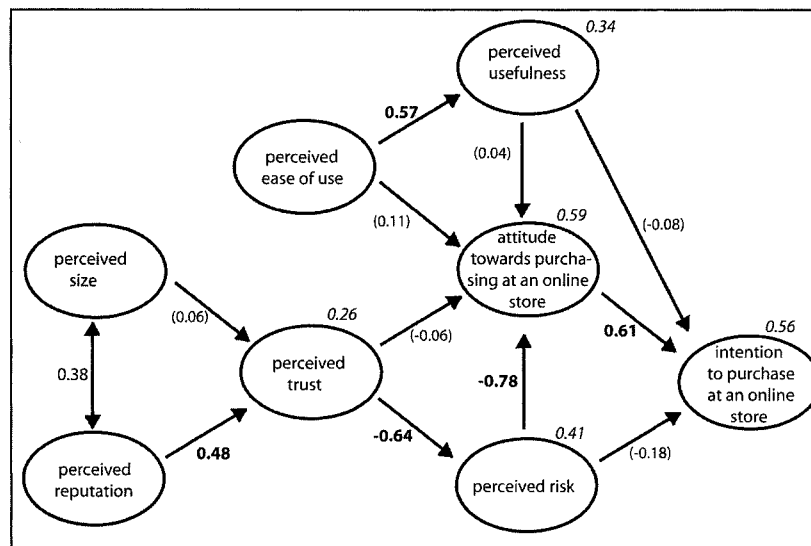 0.34
perceived
usefulness
0.57
perceived
ease of use
(0.04)
(0.11)
0.59
attitude
towards purcha-
sing at an online
store
(-0.08)
perceived
size
(0.06)
0.26
perceived
trust
(-0.06)
0.61
0.56
intention
to purchase
at an online
store
0.38
-0.78
0.48
-0.64
0.41
(-0.18)
perceived
reputation
perceived risk